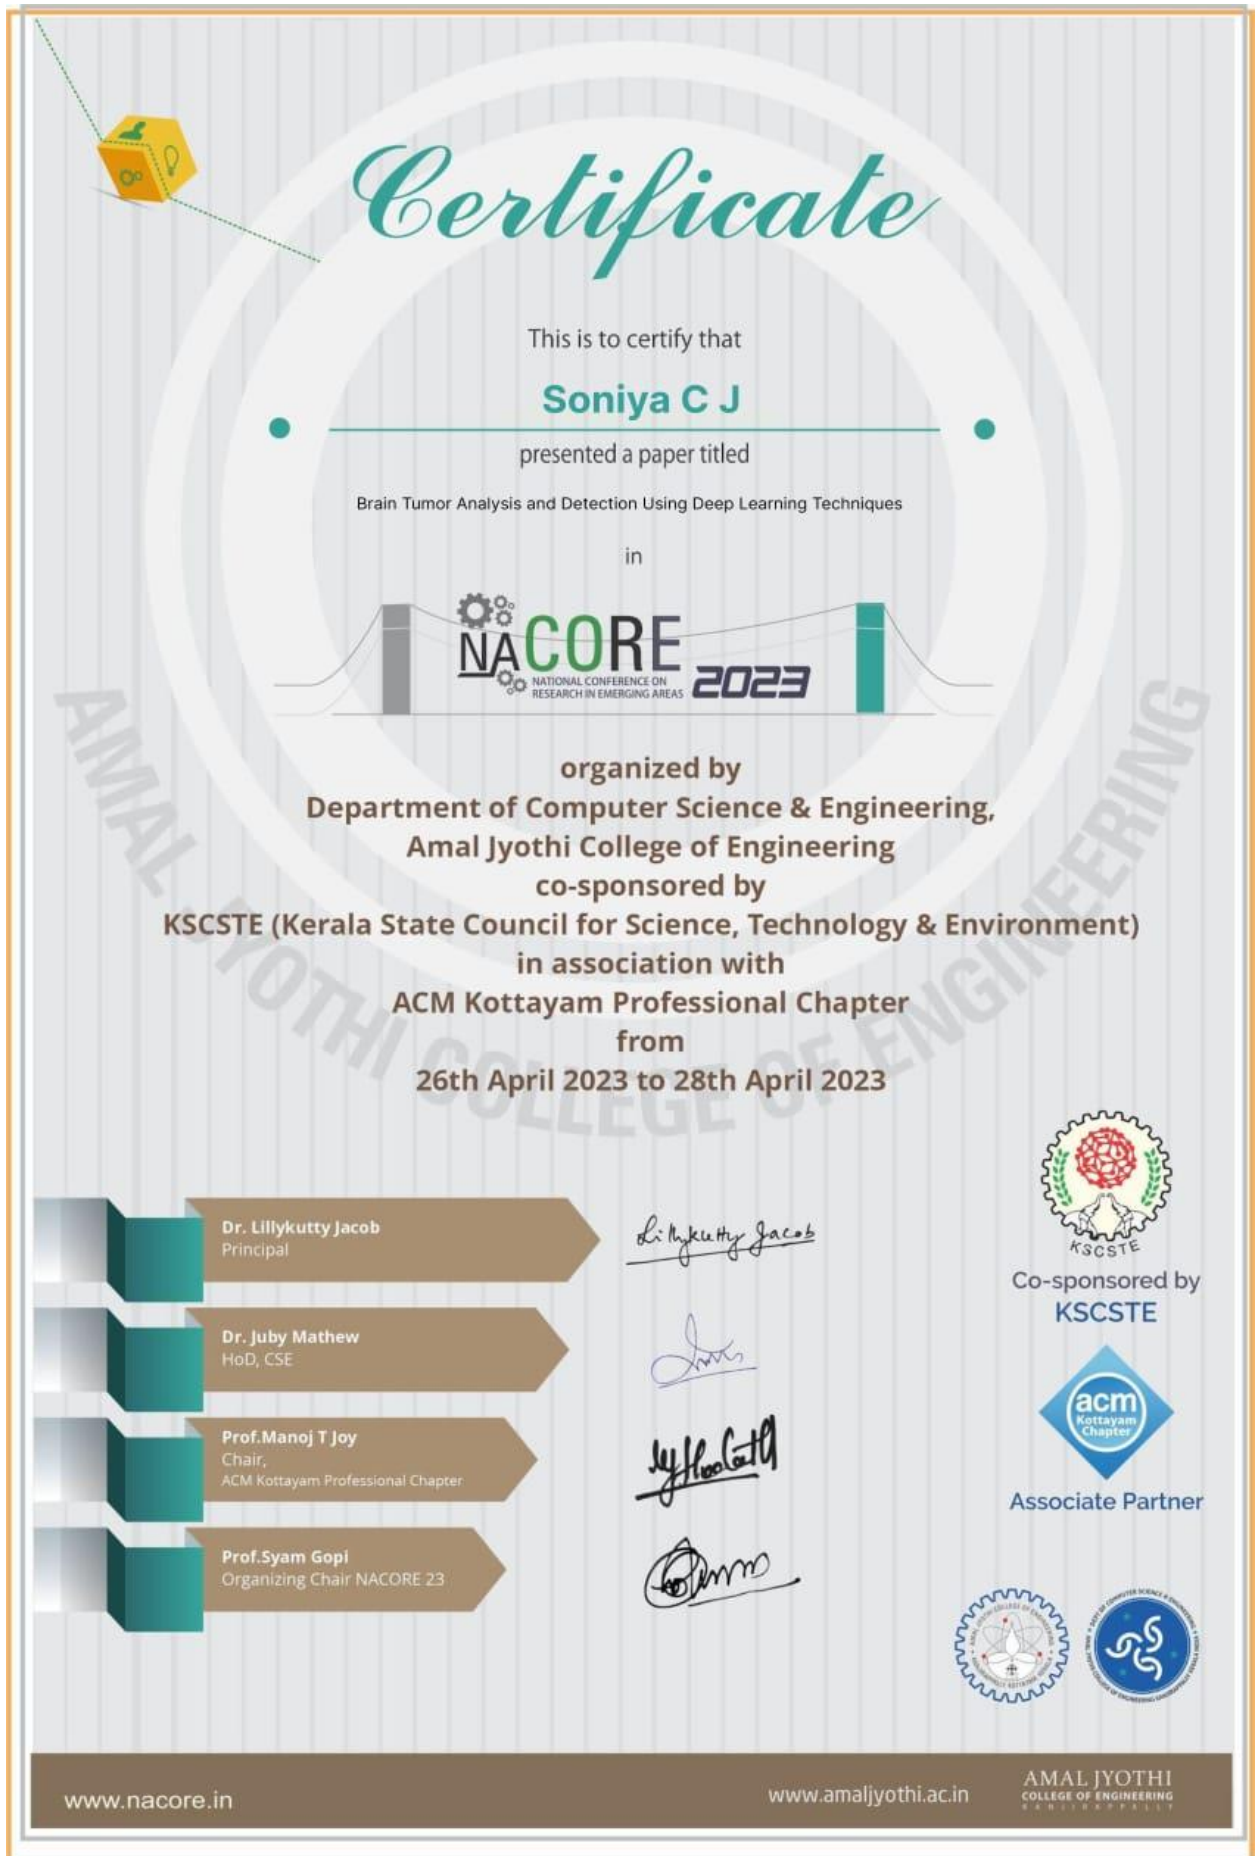 Certificate
This is to certify that
Soniya C J
presented a paper titled
Brain Tumor Analysis and Detection Using Deep Learning Techniques
in
NACORE
NATIONAL CONFERENCE ON
RESEARCH IN EMERGING AREAS
2023
organized by
Department of Computer Science & Engineering,
Amal Jyothi College of Engineering
co-sponsored by
KSCSTE (Kerala State Council for Science, Technology & Environment)
in association with
ACM Kottayam Professional Chapter
from
26th April 2023 to 28th April 2023
AMAL JYOTHI COLLEGE OF ENGINEERING
Dr. Lillykutty Jacob
Principal
Lillykutty Jacob
Dr. Juby Mathew
HoD, CSE
Prof.Manoj T Joy
Chair,
ACM Kottayam Professional Chapter
Prof.Syam Gopi
Organizing Chair NACORE 23
KSCSTE
Co-sponsored by
KSCSTE
acm
Kottayam
Chapter
Associate Partner
www.nacore.in
www.amaljyothi.ac.in
AMAL JYOTHI
COLLEGE OF ENGINEERING
KANJIRAPPALLY